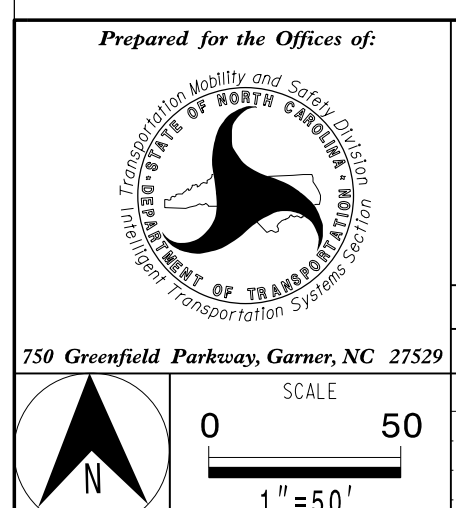 Prepared for the Offices of:
Transportation Mobility and Safety Division
STATE OF NORTH CAROLINA
DEPARTMENT OF TRANSPORTATION
Intelligent Transportation Systems Section
750 Greenfield Parkway, Garner, NC 27529
N
SCALE
0 50
1"=50'